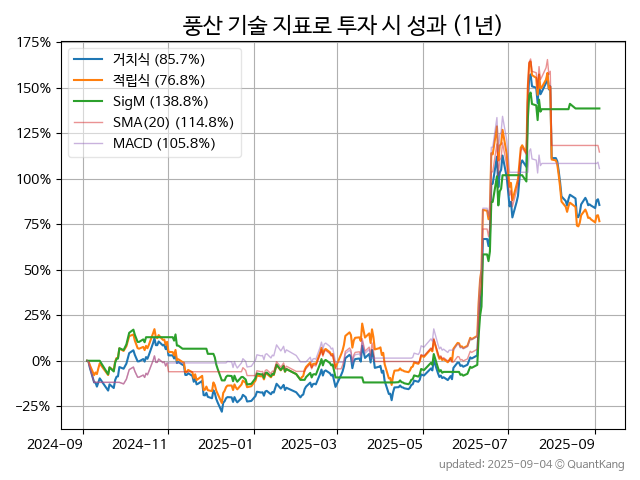 풍산 기술 지표로 투자 시 성과 (1년)
175%
150%
125%
100%
75%
50%
25%
0%
−25%
거치식 (85.7%)
적립식 (76.8%)
SigM (138.8%)
SMA(20) (114.8%)
MACD (105.8%)
2024-09 2024-11 2025-01 2025-03 2025-05 2025-07 2025-09
updated: 2025-09-04 © QuantKang